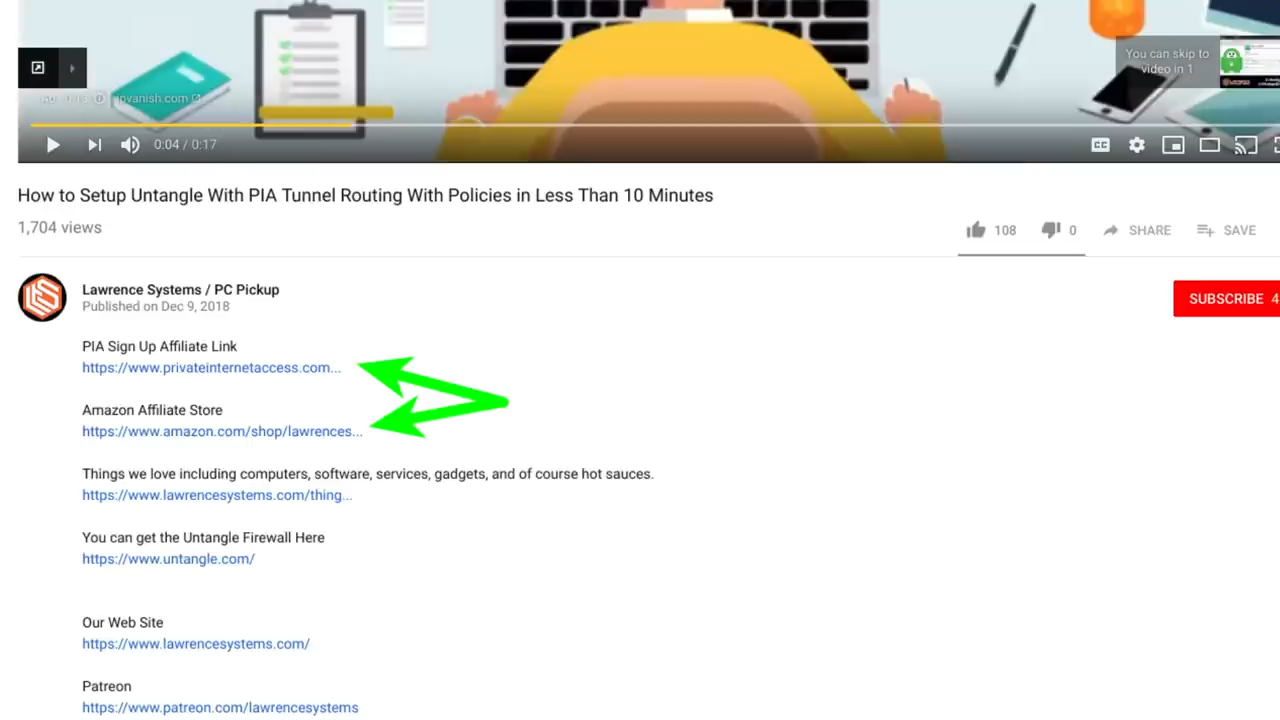 You can skip to
video in 1
ipvanish.com
0:04 / 0:17
CC
How to Setup Untangle With PIA Tunnel Routing With Policies in Less Than 10 Minutes
1,704 views
108
0
SHARE
SAVE
Lawrence Systems / PC Pickup
Published on Dec 9, 2018
SUBSCRIBE 4
PIA Sign Up Affiliate Link
https://www.privateinternetaccess.com...
Amazon Affiliate Store
https://www.amazon.com/shop/lawrences...
Things we love including computers, software, services, gadgets, and of course hot sauces.
https://www.lawrencesystems.com/thing...
You can get the Untangle Firewall Here
https://www.untangle.com/
Our Web Site
https://www.lawrencesystems.com/
Patreon
https://www.patreon.com/lawrencesystems